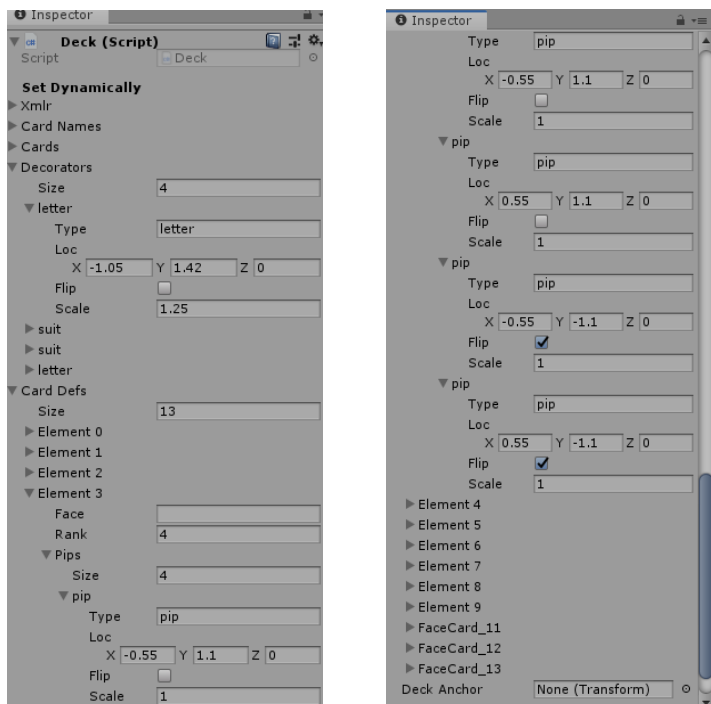 Inspector
Deck (Script)
Script Deck
Set Dynamically
Xmlr
Card Names
Cards
Decorators
Size 4
letter
Type letter
Loc
X -1.05 Y 1.42 Z 0
Flip
Scale 1.25
suit
suit
letter
Card Defs
Size 13
Element 0
Element 1
Element 2
Element 3
Face
Rank 4
Pips
Size 4
pip
Type pip
Loc
X -0.55 Y 1.1 Z 0
Flip
Scale 1
Inspector
Type pip
Loc
X -0.55 Y 1.1 Z 0
Flip
Scale 1
pip
Type pip
Loc
X 0.55 Y 1.1 Z 0
Flip
Scale 1
pip
Type pip
Loc
X -0.55 Y -1.1 Z 0
Flip
Scale 1
pip
Type pip
Loc
X 0.55 Y -1.1 Z 0
Flip
Scale 1
Element 4
Element 5
Element 6
Element 7
Element 8
Element 9
FaceCard_11
FaceCard_12
FaceCard_13
Deck Anchor None (Transform)